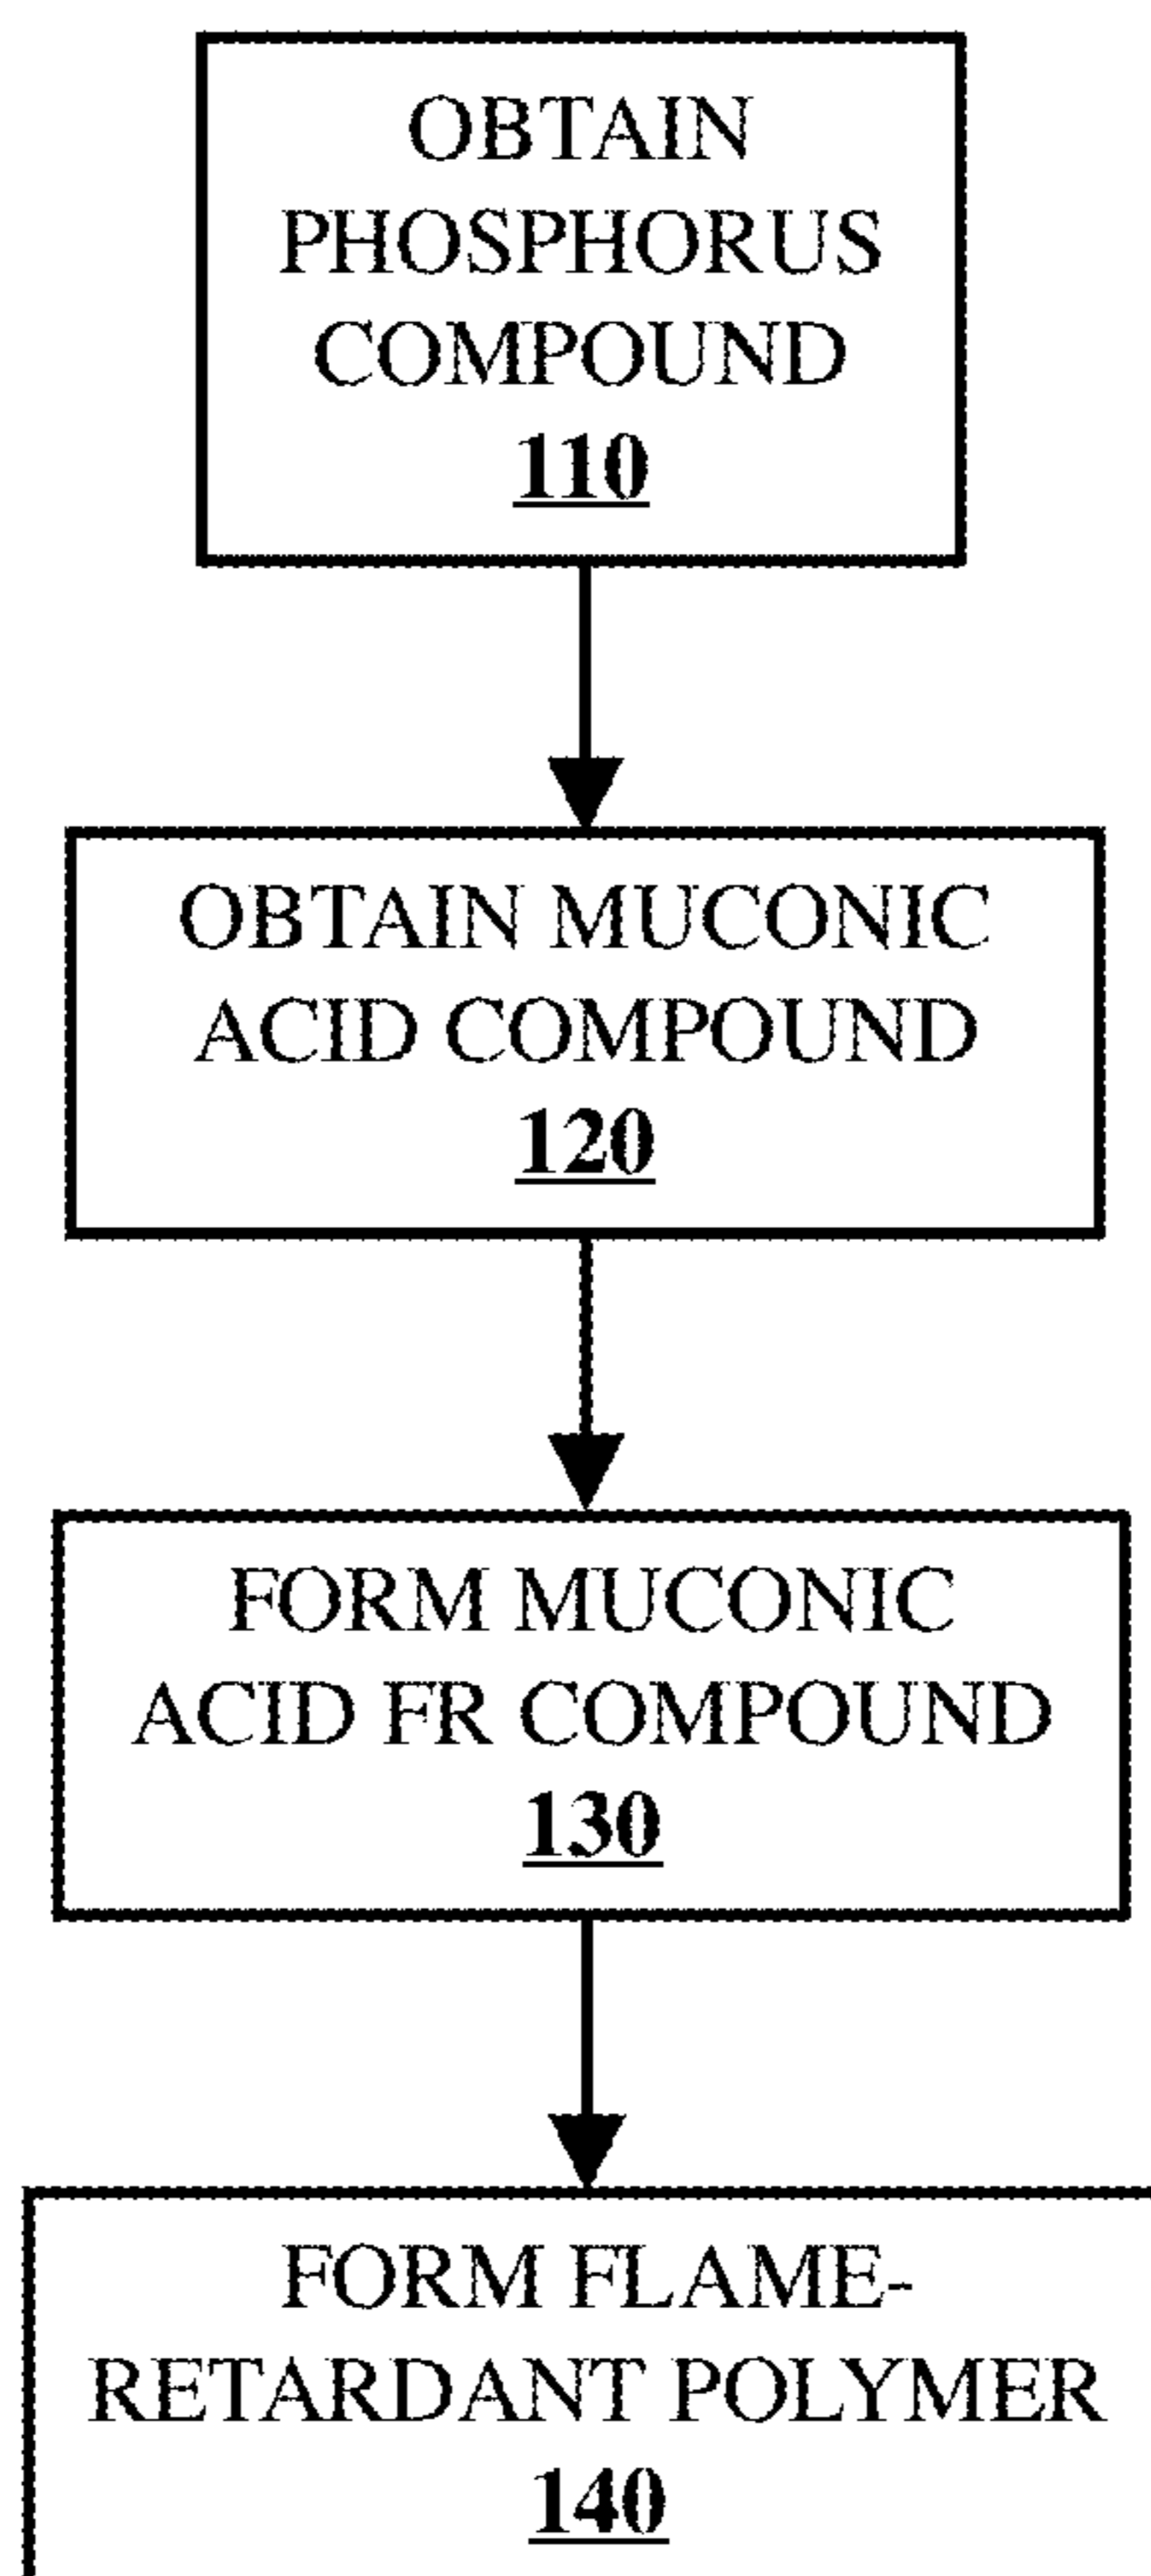 OBTAIN
PHOSPHORUS
COMPOUND
110
OBTAIN MUCONIC
ACID COMPOUND
120
FORM MUCONIC
ACID FR COMPOUND
130
FORM FLAME-
RETARDANT POLYMER
140